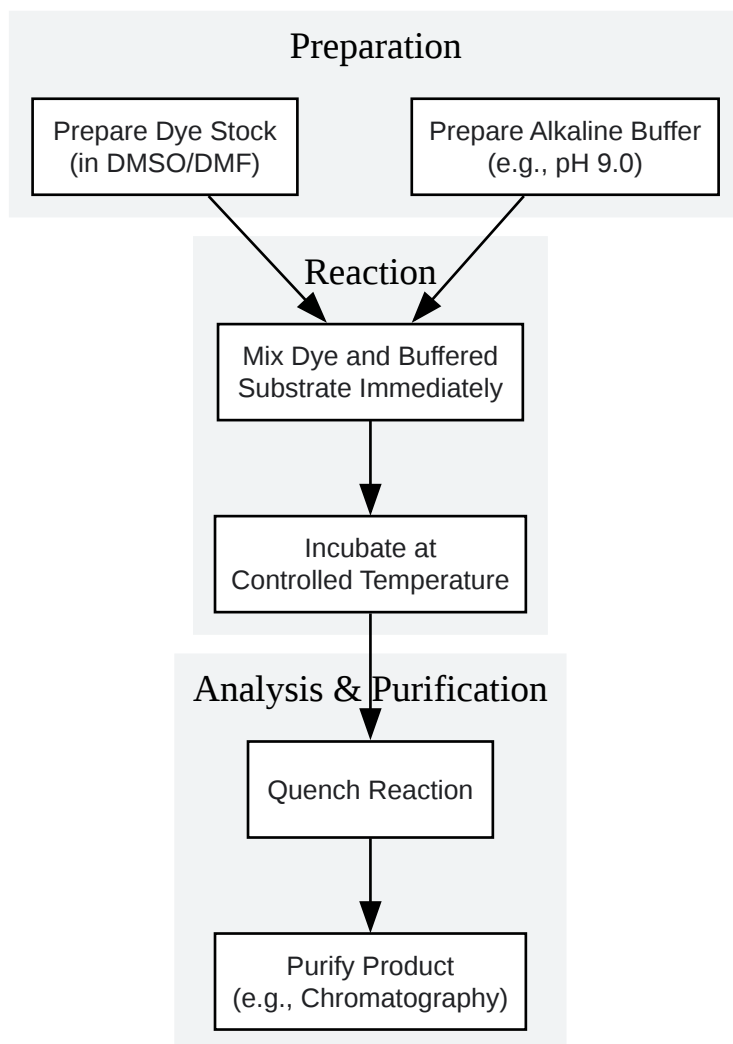 Preparation
Prepare Dye Stock
(in DMSO/DMF)
Prepare Alkaline Buffer
(e.g., pH 9.0)
Reaction
Mix Dye and Buffered
Substrate Immediately
Incubate at
Controlled Temperature
Analysis & Purification
Quench Reaction
Purify Product
(e.g., Chromatography)